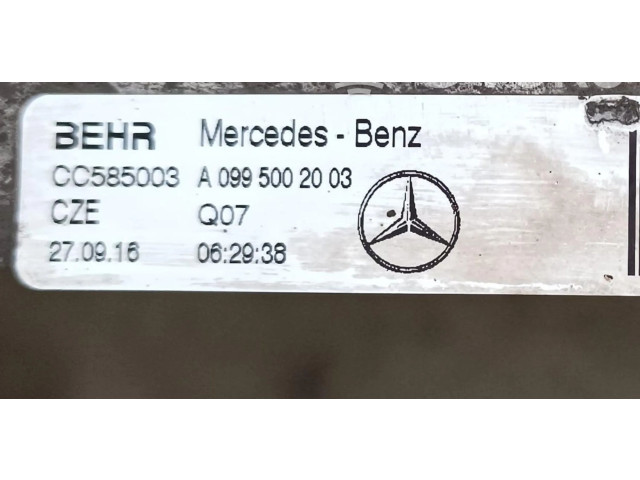 BEHR Mercedes - Benz
CC585003 A 099 500 20 03
CZE Q07
27.09.16 06:29:38